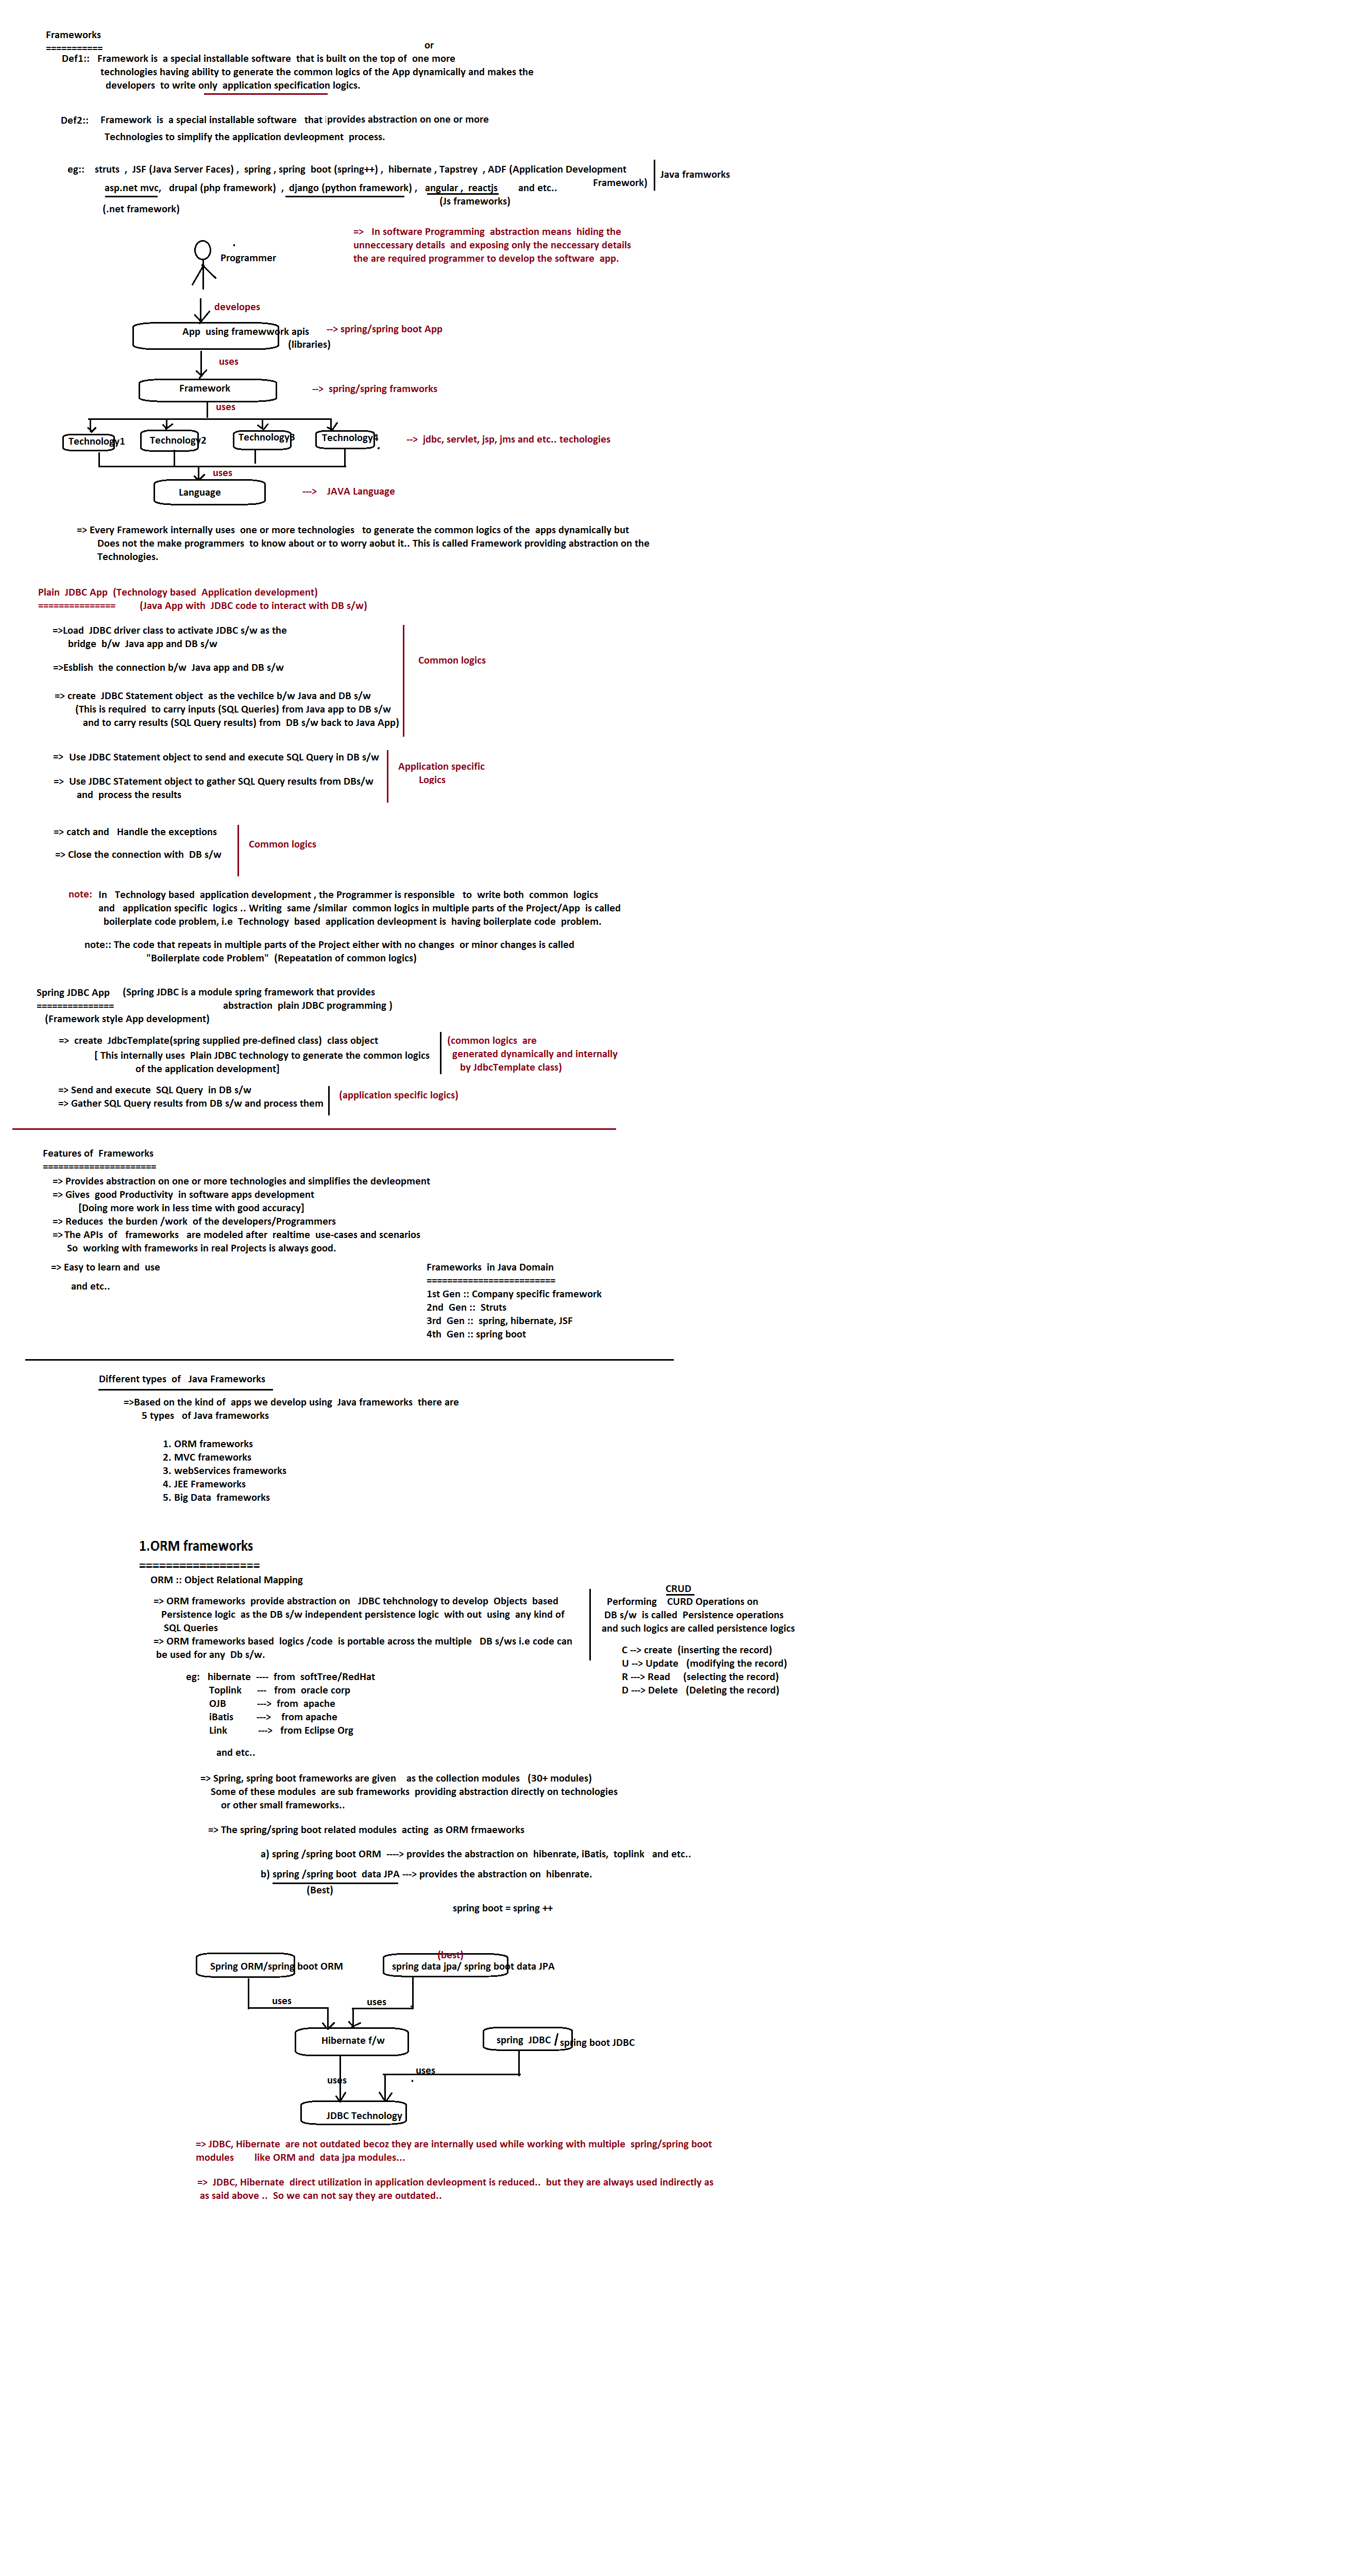 Frameworks
===========
or
Def1:: Framework is a special installable software that is built on the top of one more
technologies having ability to generate the common logics of the App dynamically and makes the
developers to write only application specification logics.
Def2:: Framework is a special installable software that provides abstraction on one or more
Technologies to simplify the application devleopment process.
eg:: struts , JSF (Java Server Faces) , spring , spring boot (spring++) , hibernate , Tapstrey , ADF (Application Development
Framework)
Java framworks
asp.net mvc, drupal (php framework) , django (python framework) , angular , reactjs and etc..
(Js frameworks)
(.net framework)
=> In software Programming abstraction means hiding the
unneccessary details and exposing only the neccessary details
the are required programmer to develop the software app.
Programmer
developes
App using framewwork apis
(libraries)
--> spring/spring boot App
uses
Framework
--> spring/spring framworks
uses
Technology1
Technology2
Technology3
Technology4
--> jdbc, servlet, jsp, jms and etc.. techologies
uses
Language
---> JAVA Language
=> Every Framework internally uses one or more technologies to generate the common logics of the apps dynamically but
Does not the make programmers to know about or to worry aobut it.. This is called Framework providing abstraction on the
Technologies.
Plain JDBC App (Technology based Application development)
=============== (Java App with JDBC code to interact with DB s/w)
=>Load JDBC driver class to activate JDBC s/w as the
bridge b/w Java app and DB s/w
=>Esblish the connection b/w Java app and DB s/w
Common logics
=> create JDBC Statement object as the vechilce b/w Java and DB s/w
(This is required to carry inputs (SQL Queries) from Java app to DB s/w
and to carry results (SQL Query results) from DB s/w back to Java App)
=> Use JDBC Statement object to send and execute SQL Query in DB s/w
=> Use JDBC STatement object to gather SQL Query results from DBs/w
and process the results
Application specific
Logics
=> catch and Handle the exceptions
=> Close the connection with DB s/w
Common logics
note: In Technology based application development , the Programmer is responsible to write both common logics
and application specific logics .. Writing same /similar common logics in multiple parts of the Project/App is called
boilerplate code problem, i.e Technology based application devleopment is having boilerplate code problem.
note:: The code that repeats in multiple parts of the Project either with no changes or minor changes is called
"Boilerplate code Problem" (Repeatation of common logics)
Spring JDBC App (Spring JDBC is a module spring framework that provides
=============== abstraction plain JDBC programming )
(Framework style App development)
=> create JdbcTemplate(spring supplied pre-defined class) class object
[ This internally uses Plain JDBC technology to generate the common logics
of the application development]
(common logics are
generated dynamically and internally
by JdbcTemplate class)
=> Send and execute SQL Query in DB s/w
=> Gather SQL Query results from DB s/w and process them
(application specific logics)
Features of Frameworks
======================
=> Provides abstraction on one or more technologies and simplifies the devleopment
=> Gives good Productivity in software apps development
[Doing more work in less time with good accuracy]
=> Reduces the burden /work of the developers/Programmers
=>The APIs of frameworks are modeled after realtime use-cases and scenarios
So working with frameworks in real Projects is always good.
=> Easy to learn and use
and etc..
Frameworks in Java Domain
=========================
1st Gen :: Company specific framework
2nd Gen :: Struts
3rd Gen :: spring, hibernate, JSF
4th Gen :: spring boot
Different types of Java Frameworks
=>Based on the kind of apps we develop using Java frameworks there are
5 types of Java frameworks
1. ORM frameworks
2. MVC frameworks
3. webServices frameworks
4. JEE Frameworks
5. Big Data frameworks
1.ORM frameworks
==================
ORM :: Object Relational Mapping
=> ORM frameworks provide abstraction on JDBC tehchnology to develop Objects based
Persistence logic as the DB s/w independent persistence logic with out using any kind of
SQL Queries
=> ORM frameworks based logics /code is portable across the multiple DB s/ws i.e code can
be used for any Db s/w.
CRUD
Performing CURD Operations on
DB s/w is called Persistence operations
and such logics are called persistence logics
C --> create (inserting the record)
U --> Update (modifying the record)
R ---> Read (selecting the record)
D ---> Delete (Deleting the record)
eg: hibernate ---- from softTree/RedHat
Toplink --- from oracle corp
OJB ---> from apache
iBatis ---> from apache
Link ---> from Eclipse Org
and etc..
=> Spring, spring boot frameworks are given as the collection modules (30+ modules)
Some of these modules are sub frameworks providing abstraction directly on technologies
or other small frameworks..
=> The spring/spring boot related modules acting as ORM frmaeworks
a) spring /spring boot ORM ----> provides the abstraction on hibenrate, iBatis, toplink and etc..
b) spring /spring boot data JPA ---> provides the abstraction on hibenrate.
(Best)
spring boot = spring ++
Spring ORM/spring boot ORM
(best)
spring data jpa/ spring boot data JPA
uses
uses
Hibernate f/w
spring JDBC / spring boot JDBC
uses
uses
JDBC Technology
=> JDBC, Hibernate are not outdated becoz they are internally used while working with multiple spring/spring boot
modules like ORM and data jpa modules...
=> JDBC, Hibernate direct utilization in application devleopment is reduced.. but they are always used indirectly as
as said above .. So we can not say they are outdated..